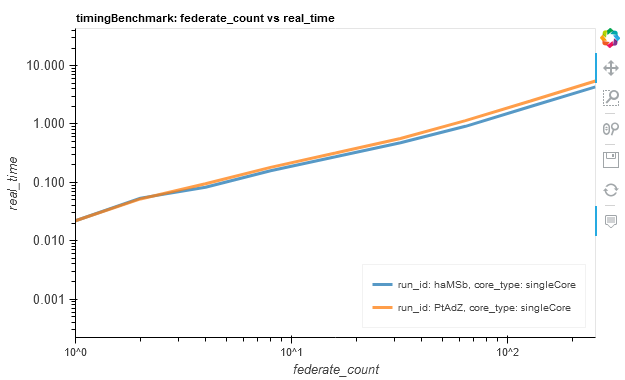 timingBenchmark: federate_count vs real_time
10.000
1.000
0.100
0.010
0.001
real_time
10^0
10^1
10^2
federate_count
run_id: haMSb, core_type: singleCore
run_id: PtAdZ, core_type: singleCore